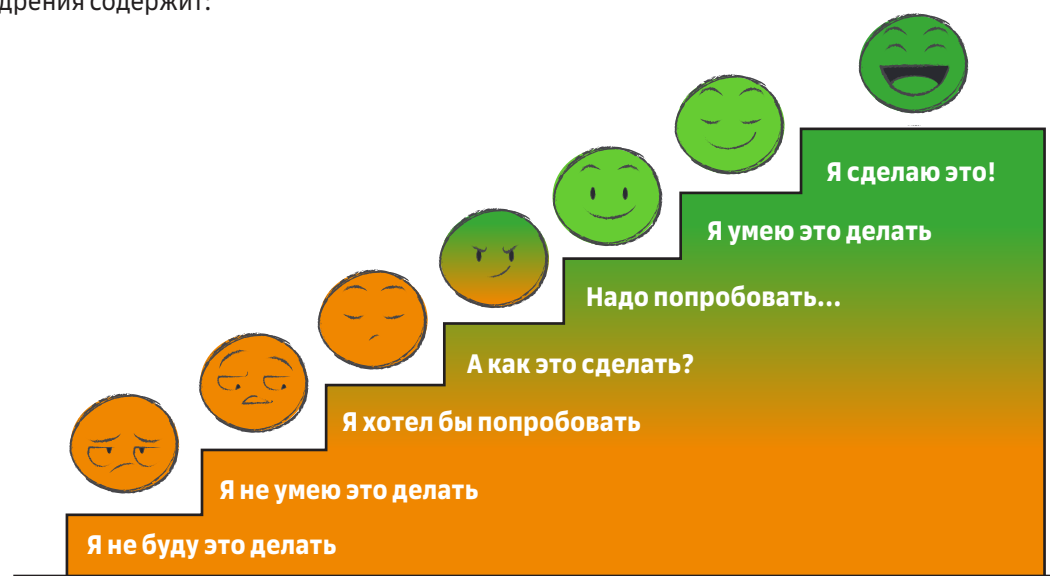 дрения содержит:
Я сделаю это!
Я умею это делать
Надо попробовать...
А как это сделать?
Я хотел бы попробовать
Я не умею это делать
Я не буду это делать